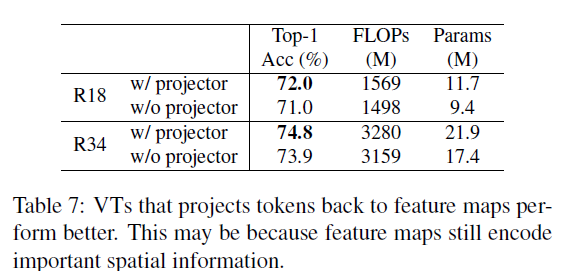 Top-1 FLOPs Params
Acc (%) (M) (M)
R18 w/ projector 72.0 1569 11.7
w/o projector 71.0 1498 9.4
R34 w/ projector 74.8 3280 21.9
w/o projector 73.9 3159 17.4
Table 7: VTs that projects tokens back to feature maps per-
form better. This may be because feature maps still encode
important spatial information.